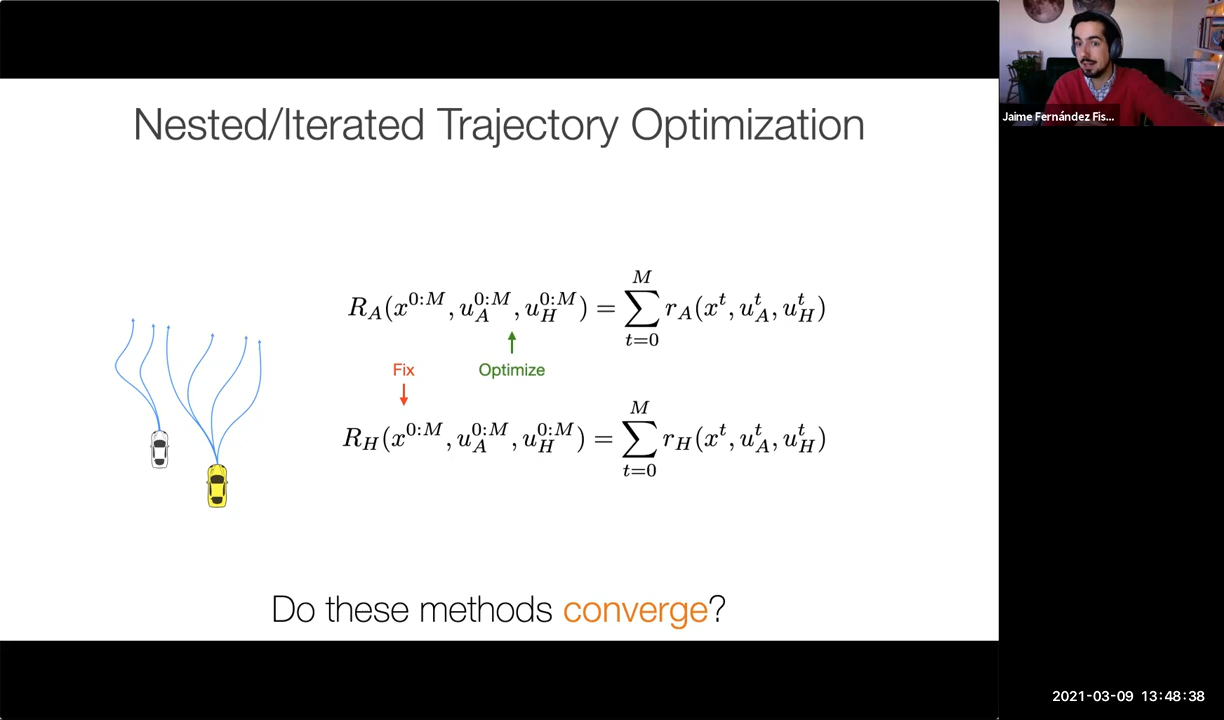 Nested/Iterated Trajectory Optimization
R_A(x^{0:M}, u_A^{0:M}, u_H^{0:M}) = \sum_{t=0}^{M} r_A(x^t, u_A^t, u_H^t)
Fix
Optimize
R_H(x^{0:M}, u_A^{0:M}, u_H^{0:M}) = \sum_{t=0}^{M} r_H(x^t, u_A^t, u_H^t)
Do these methods converge?
Jaime Fernández Fis...
2021-03-09 13:48:38